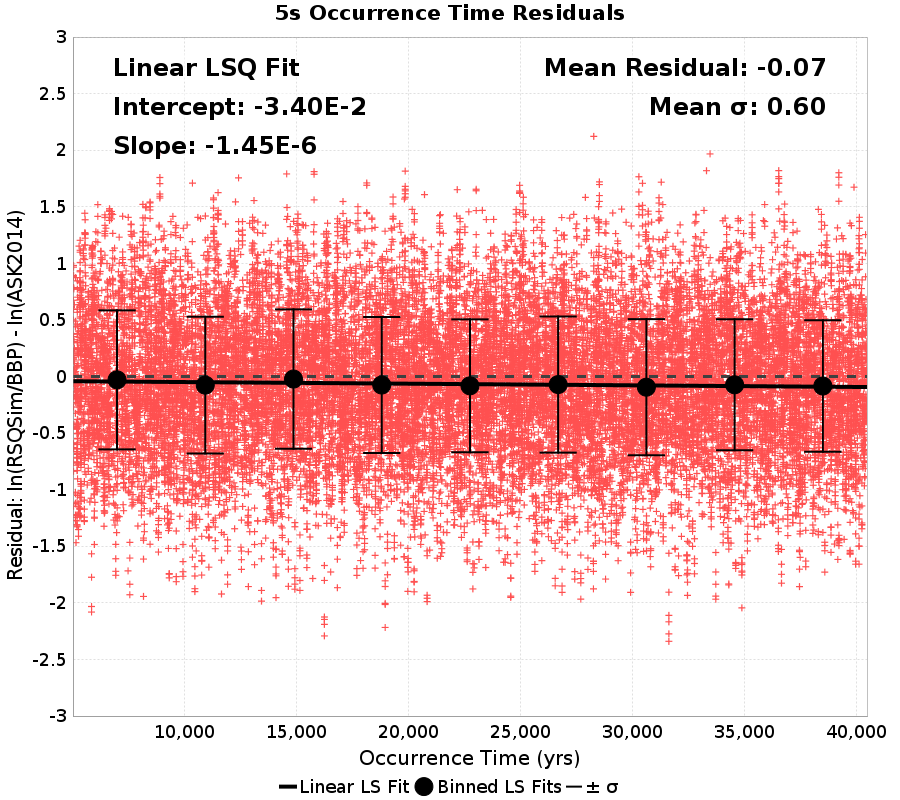 5s Occurrence Time Residuals
Linear LSQ Fit
Intercept: -3.40E-2
Slope: -1.45E-6
Mean Residual: -0.07
Mean σ: 0.60
Residual: ln(RSQSim/BBP) - ln(ASK2014)
3
2.5
2
1.5
1
0.5
0
-0.5
-1
-1.5
-2
-2.5
-3
10,000 15,000 20,000 25,000 30,000 35,000 40,000
Occurrence Time (yrs)
Linear LS Fit Binned LS Fits ± σ